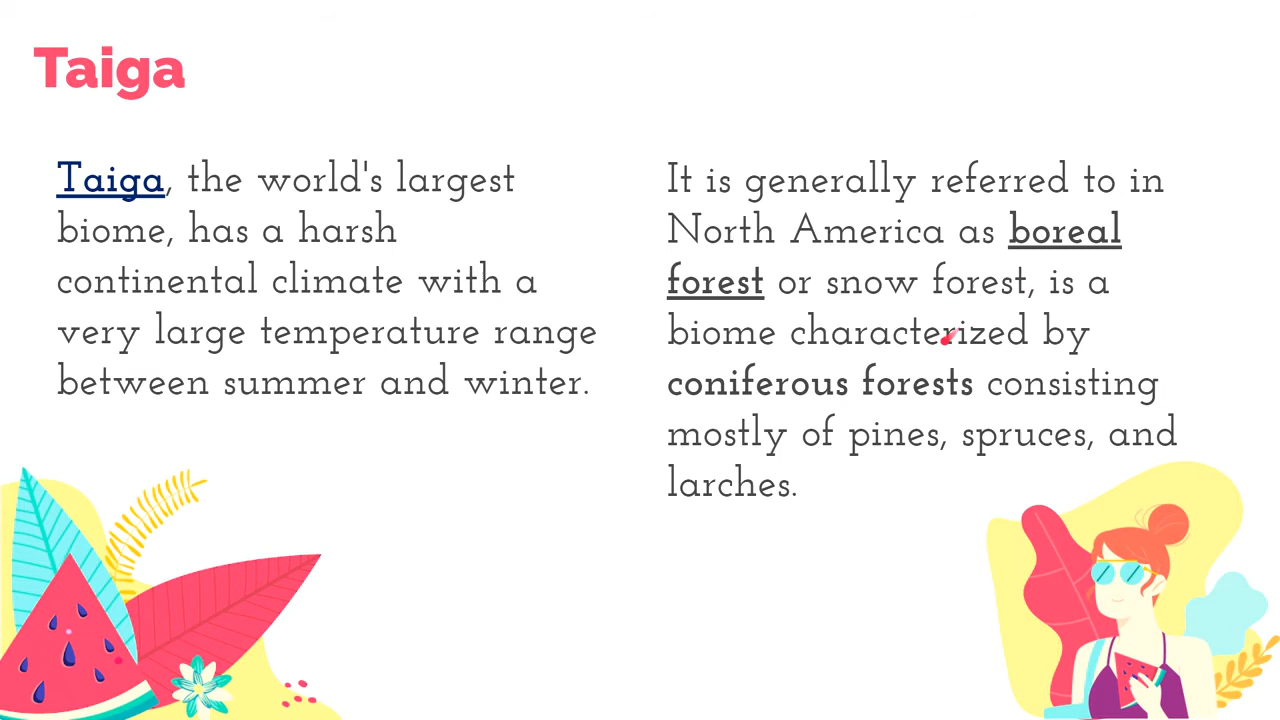 Taiga
Taiga, the world's largest
biome, has a harsh
continental climate with a
very large temperature range
between summer and winter.
It is generally referred to in
North America as boreal
forest or snow forest, is a
biome characterized by
coniferous forests consisting
mostly of pines, spruces, and
larches.